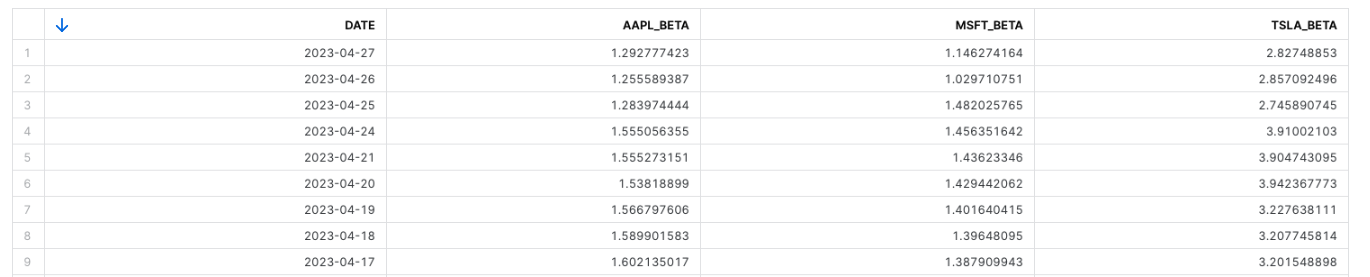 DATE AAPL_BETA MSFT_BETA TSLA_BETA
1 2023-04-27 1.292777423 1.146274164 2.82748853
2 2023-04-26 1.255589387 1.029710751 2.857092496
3 2023-04-25 1.283974444 1.482025765 2.745890745
4 2023-04-24 1.555056355 1.456351642 3.91002103
5 2023-04-21 1.555273151 1.43623346 3.904743095
6 2023-04-20 1.53818899 1.429442062 3.942367773
7 2023-04-19 1.566797606 1.401640415 3.227638111
8 2023-04-18 1.589901583 1.39648095 3.207745814
9 2023-04-17 1.602135017 1.387909943 3.201548898